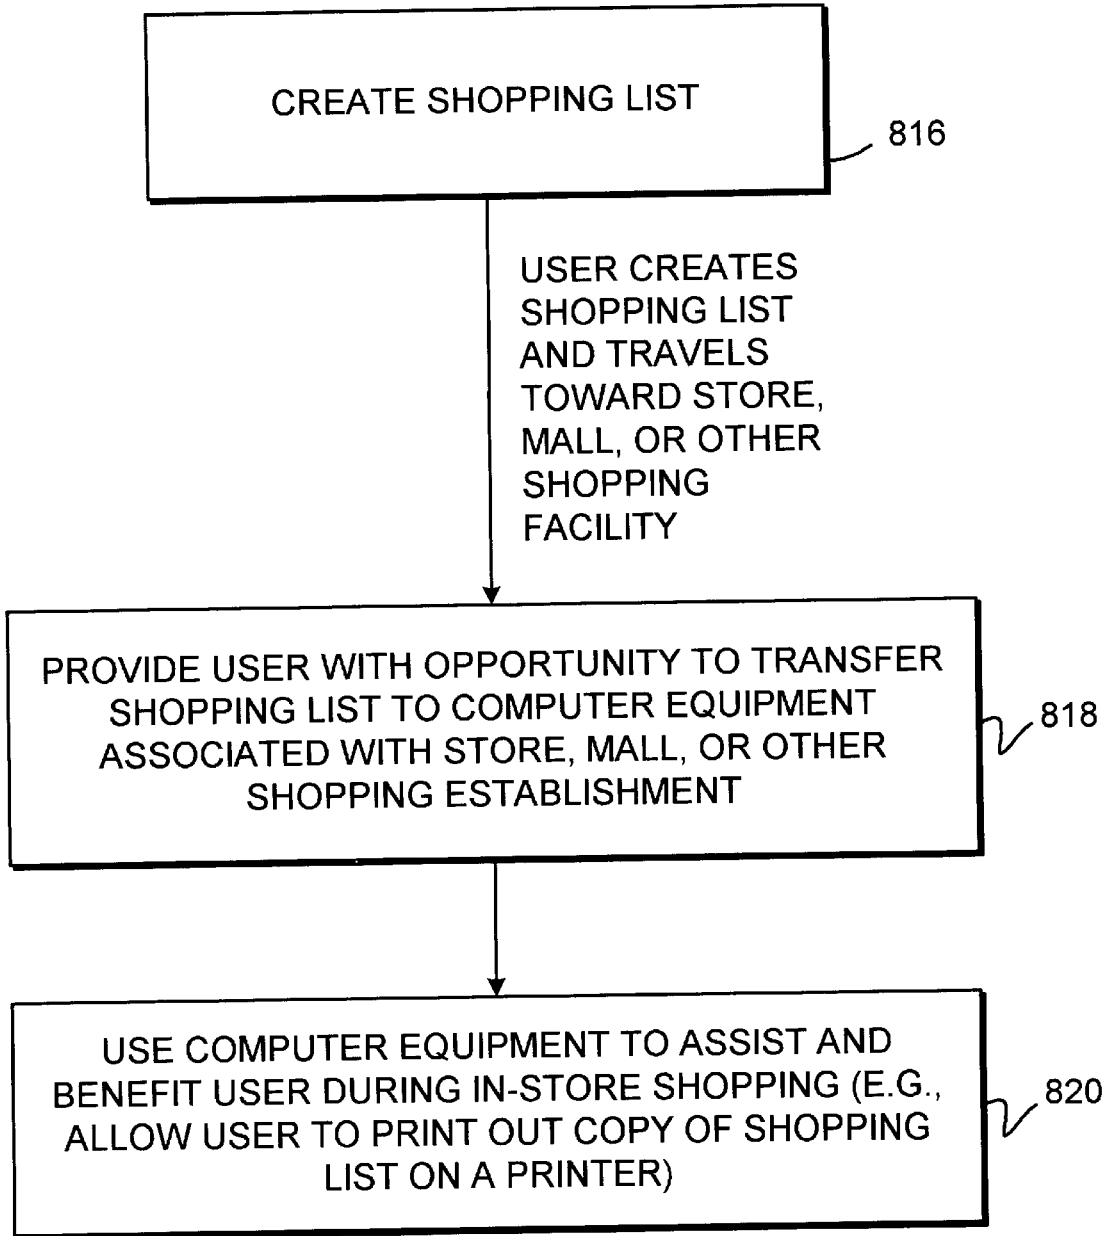 CREATE SHOPPING LIST
816
USER CREATES
SHOPPING LIST
AND TRAVELS
TOWARD STORE,
MALL, OR OTHER
SHOPPING
FACILITY
PROVIDE USER WITH OPPORTUNITY TO TRANSFER
SHOPPING LIST TO COMPUTER EQUIPMENT
ASSOCIATED WITH STORE, MALL, OR OTHER
SHOPPING ESTABLISHMENT
818
USE COMPUTER EQUIPMENT TO ASSIST AND
BENEFIT USER DURING IN-STORE SHOPPING (E.G.,
ALLOW USER TO PRINT OUT COPY OF SHOPPING
LIST ON A PRINTER)
820